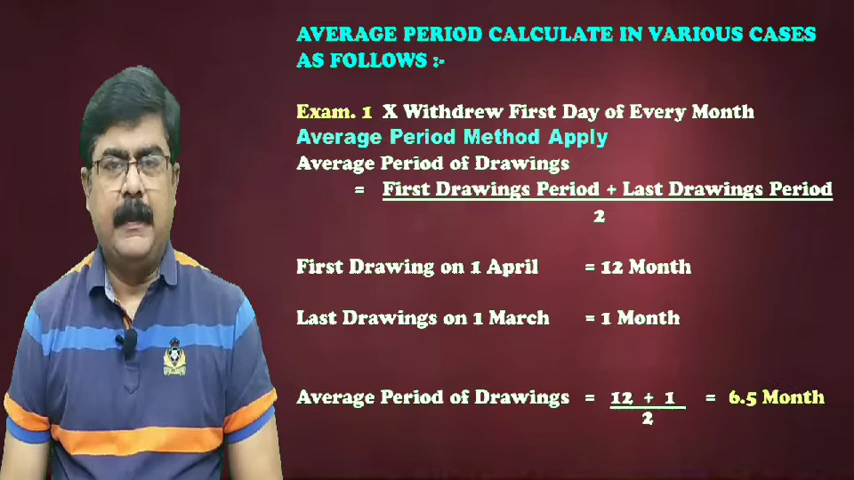 AVERAGE PERIOD CALCULATE IN VARIOUS CASES
AS FOLLOWS :-
Exam. 1 X Withdrew First Day of Every Month
Average Period Method Apply
Average Period of Drawings
= First Drawings Period + Last Drawings Period
2
First Drawing on 1 April = 12 Month
Last Drawings on 1 March = 1 Month
Average Period of Drawings = 12 + 1 = 6.5 Month
2